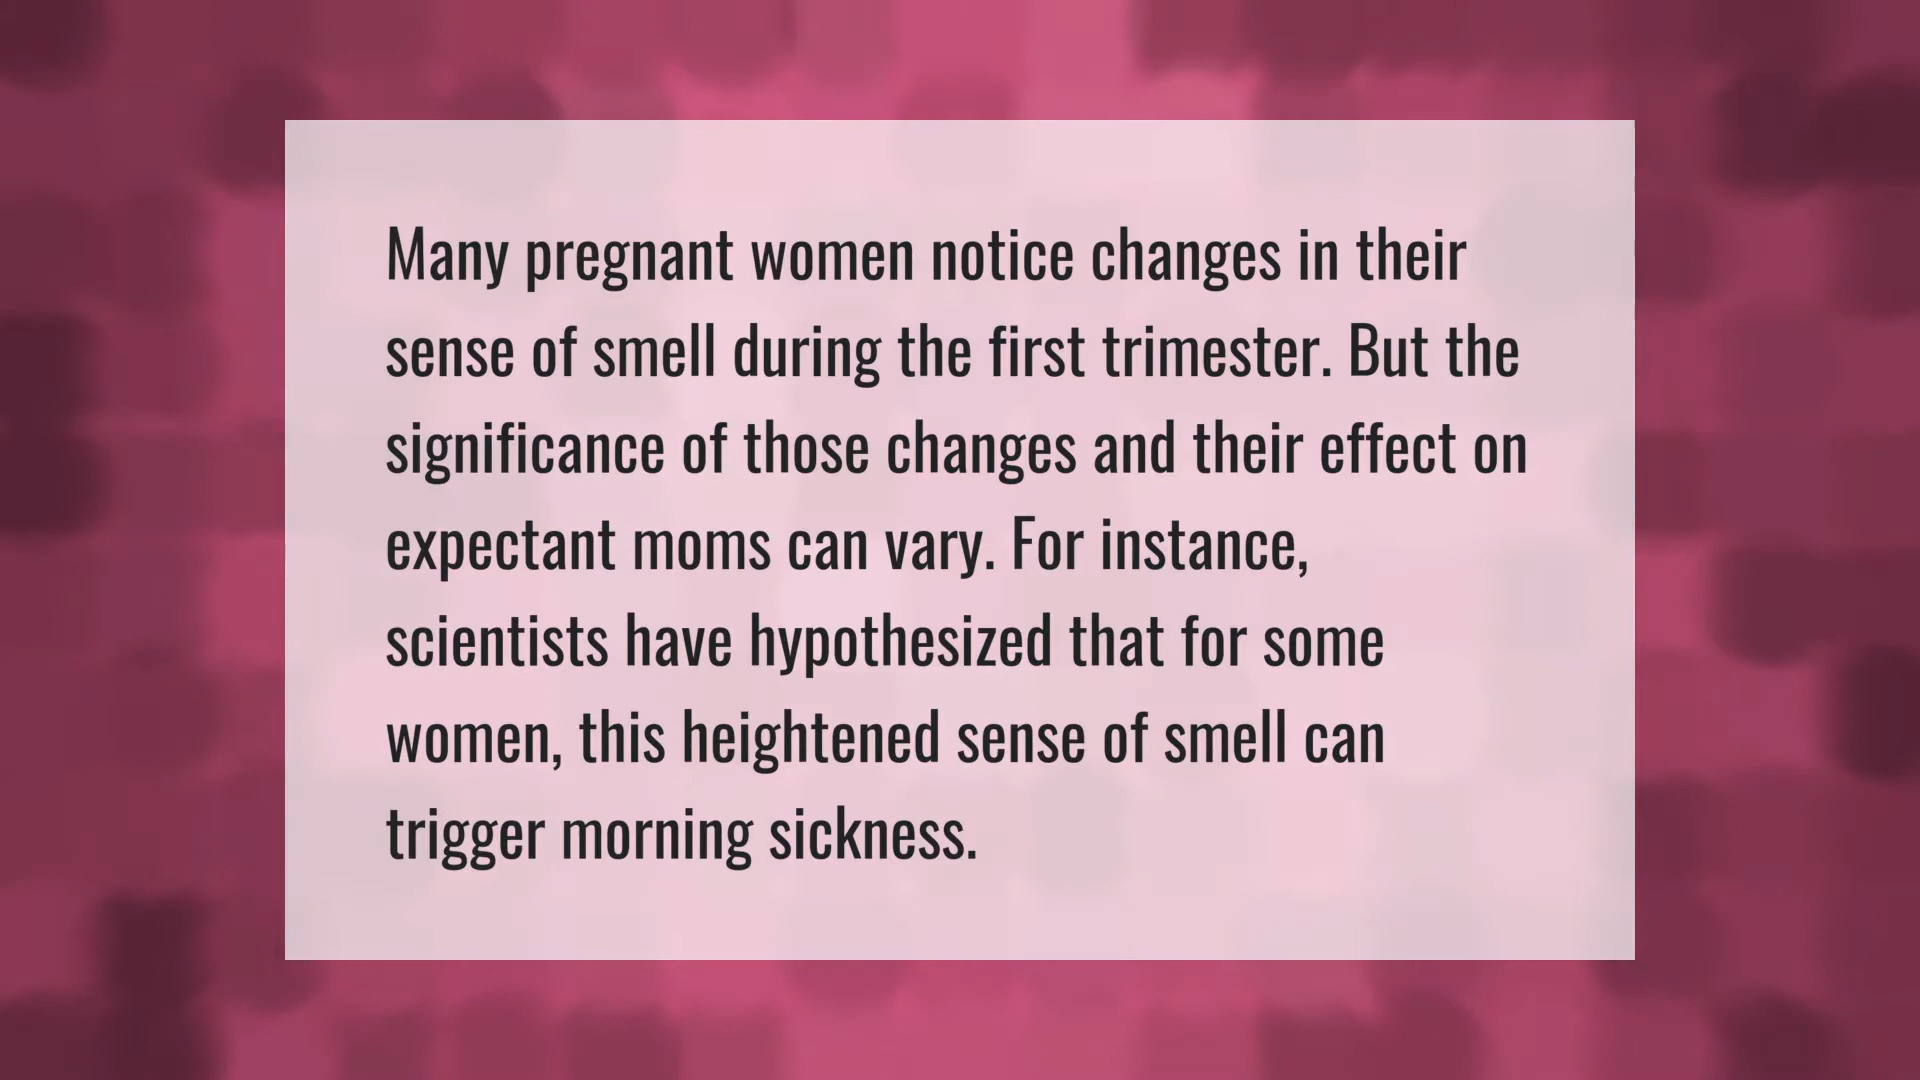 Many pregnant women notice changes in their
sense of smell during the first trimester. But the
significance of those changes and their effect on
expectant moms can vary. For instance,
scientists have hypothesized that for some
women, this heightened sense of smell can
trigger morning sickness.